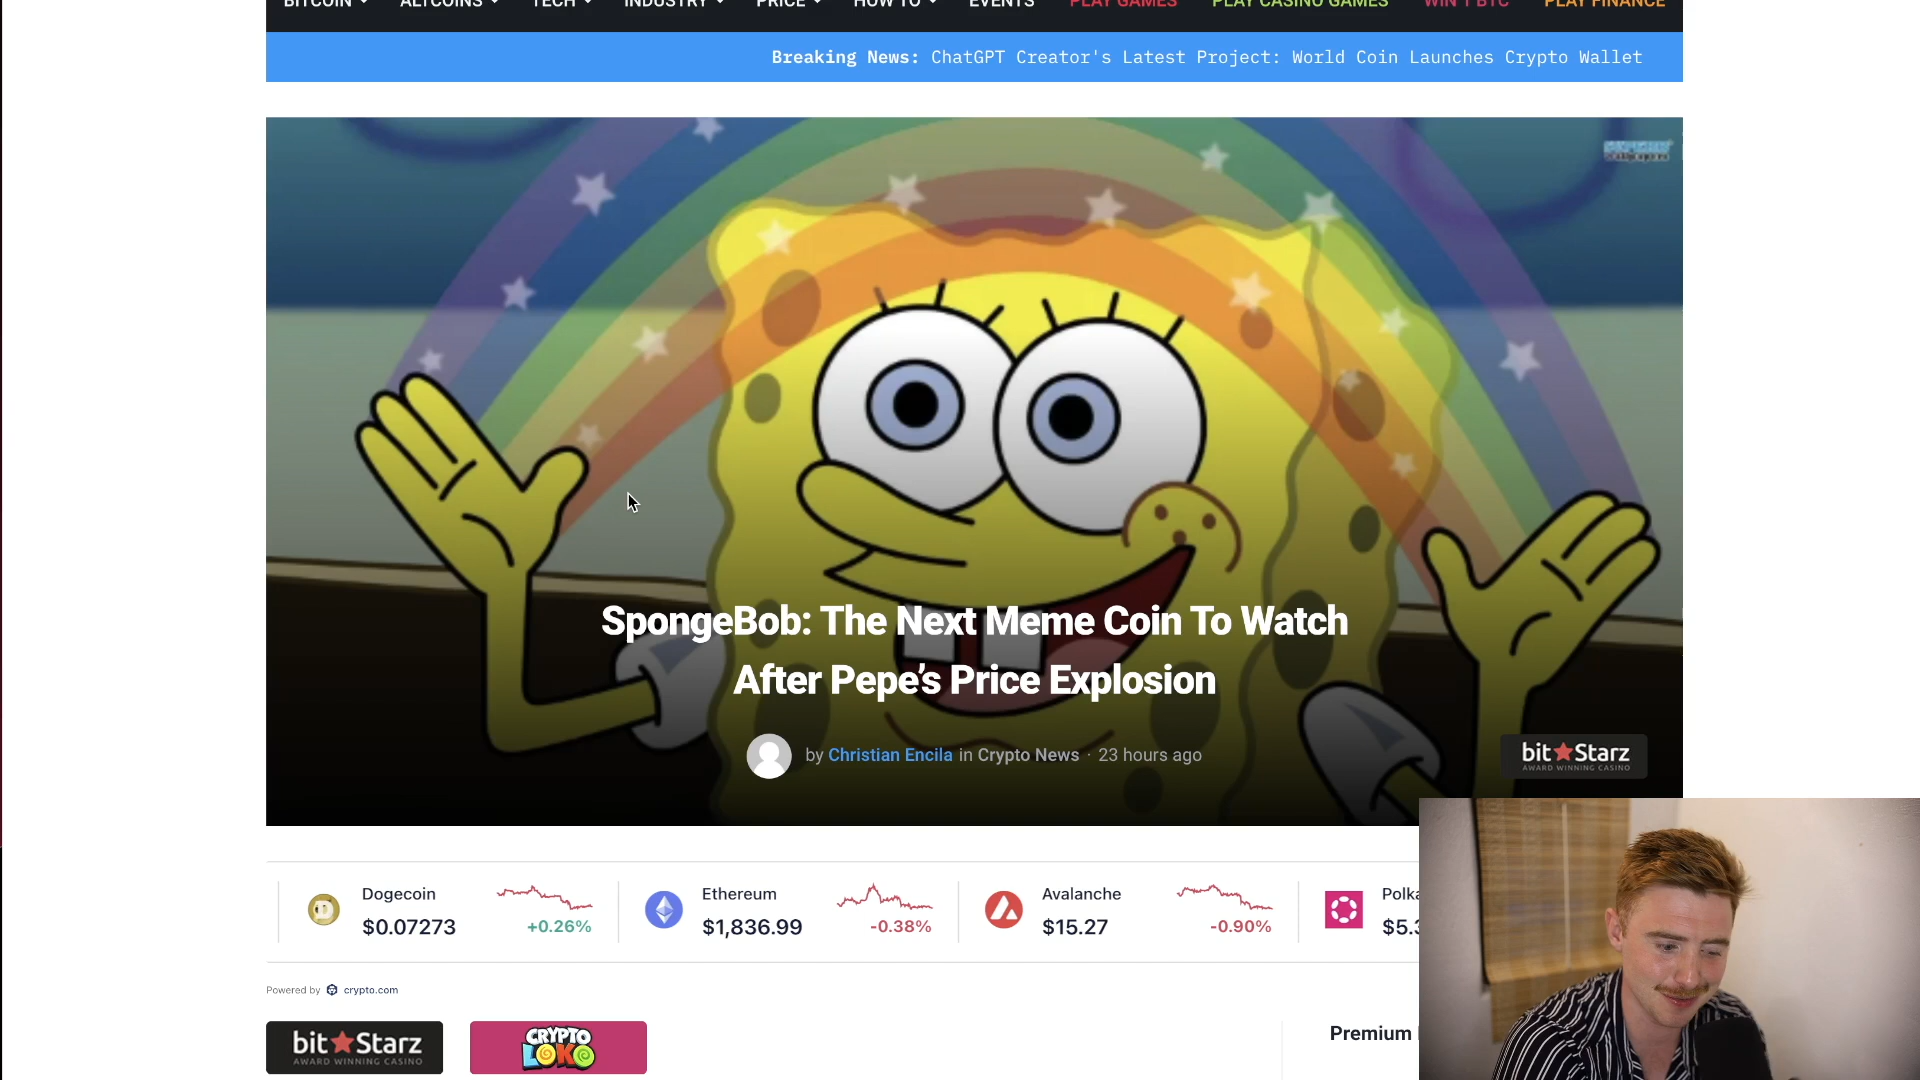 BITCOIN ALTCOINS TECH INDUSTRY PRICE HOW TO EVENTS PLAY GAMES PLAY CASINO GAMES WIN 1 BTC PLAY FINANCE
Breaking News: ChatGPT Creator's Latest Project: World Coin Launches Crypto Wallet
SpongeBob: The Next Meme Coin To Watch
After Pepe’s Price Explosion
by Christian Encila in Crypto News · 23 hours ago
bit Starz
AWARD WINNING CASINO
Dogecoin
$0.07273 +0.26%
Ethereum
$1,836.99 -0.38%
Avalanche
$15.27 -0.90%
Polka
$5.3
Powered by crypto.com
bit Starz
AWARD WINNING CASINO
CRYPTO
LOKO
Premium